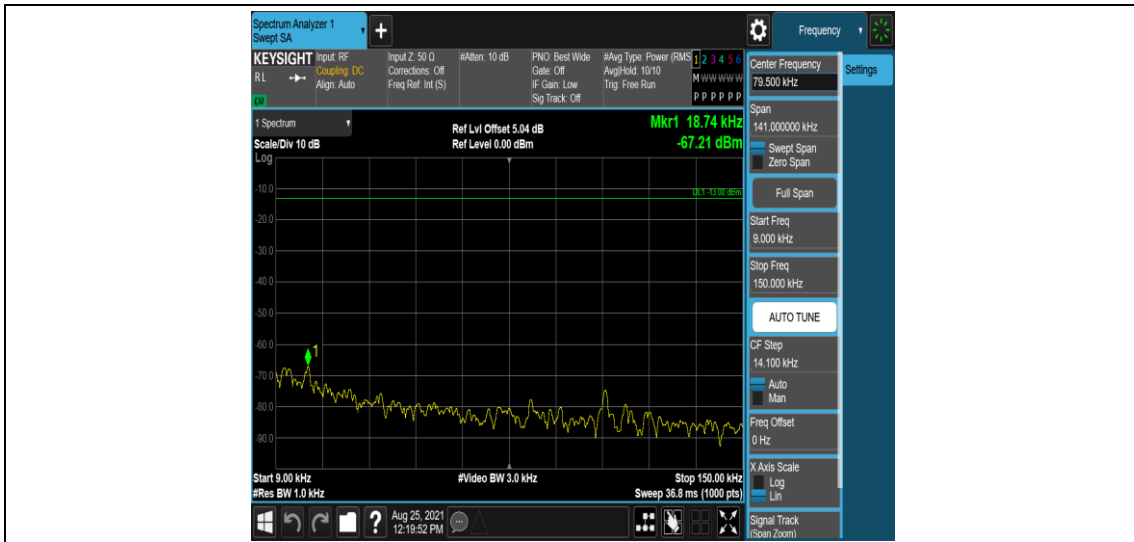 Spectrum Analyzer 1
Swept SA
+
Frequency
KEYSIGHT
RL
LXI
Input: RF
Coupling: DC
Align: Auto
Input Z: 50 Ω
Corrections: Off
Freq Ref: Int (S)
#Atten: 10 dB
PNO: Best Wide
Gate: Off
IF Gain: Low
Sig Track: Off
#Avg Type: Power (RMS
Avg|Hold: 10/10
Trig: Free Run
1 2 3 4 5 6
M W W W W W
P P P P P P
1 Spectrum
Scale/Div 10 dB
Log
Ref Lvl Offset 5.04 dB
Ref Level 0.00 dBm
Mkr1 18.74 kHz
-67.21 dBm
DL1 -13.00 dBm
-10.0
-20.0
-30.0
-40.0
-50.0
-60.0
-70.0
-80.0
-90.0
1
Start 9.00 kHz
#Res BW 1.0 kHz
#Video BW 3.0 kHz
Stop 150.00 kHz
Sweep 36.8 ms (1000 pts)
?
Aug 25, 2021
12:19:52 PM
Center Frequency
79.500 kHz
Settings
Span
141.000000 kHz
Swept Span
Zero Span
Full Span
Start Freq
9.000 kHz
Stop Freq
150.000 kHz
AUTO TUNE
CF Step
14.100 kHz
Auto
Man
Freq Offset
0 Hz
X Axis Scale
Log
Lin
Signal Track
(Span Zoom)